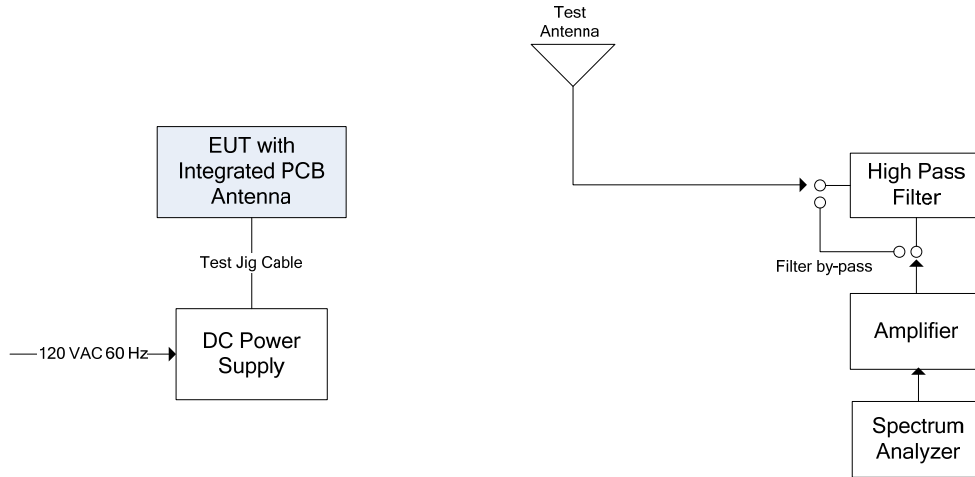 Test
Antenna
EUT with
Integrated PCB
Antenna
High Pass
Filter
Test Jig Cable
Filter by-pass
120 VAC 60 Hz
DC Power
Supply
Amplifier
Spectrum
Analyzer